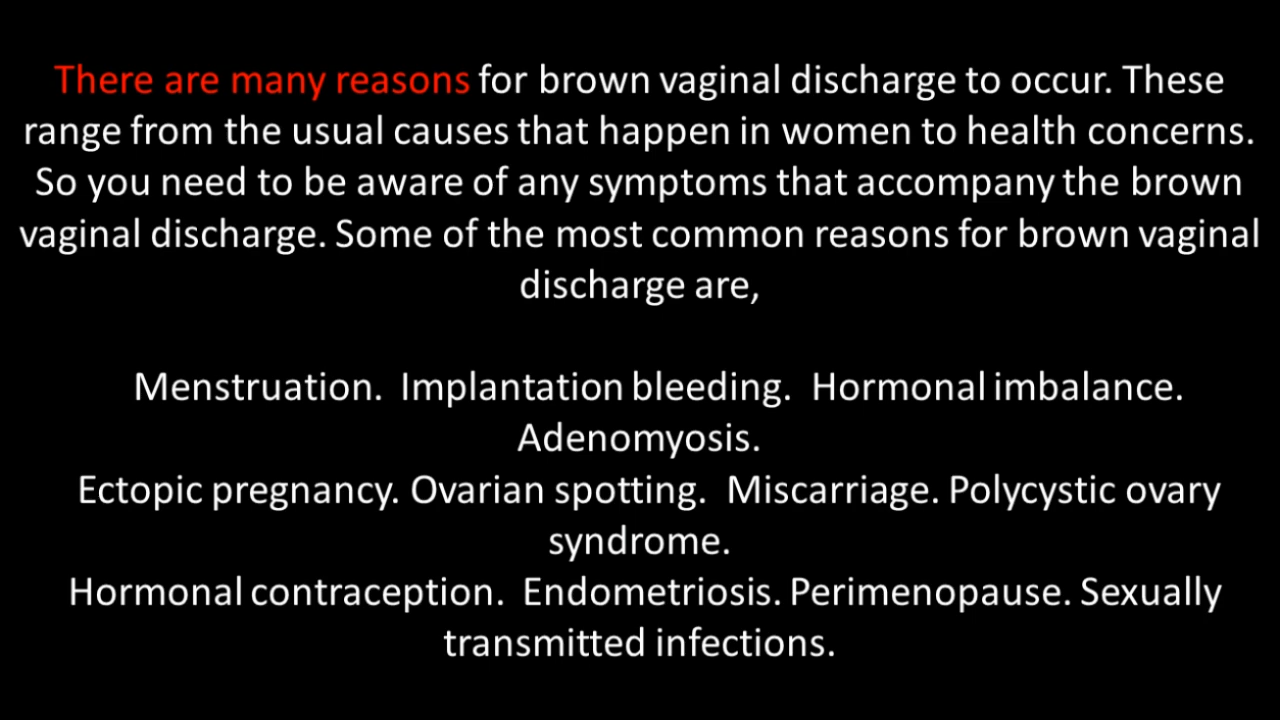 There are many reasons for brown vaginal discharge to occur. These
range from the usual causes that happen in women to health concerns.
So you need to be aware of any symptoms that accompany the brown
vaginal discharge. Some of the most common reasons for brown vaginal
discharge are,
Menstruation. Implantation bleeding. Hormonal imbalance.
Adenomyosis.
Ectopic pregnancy. Ovarian spotting. Miscarriage. Polycystic ovary
syndrome.
Hormonal contraception. Endometriosis. Perimenopause. Sexually
transmitted infections.